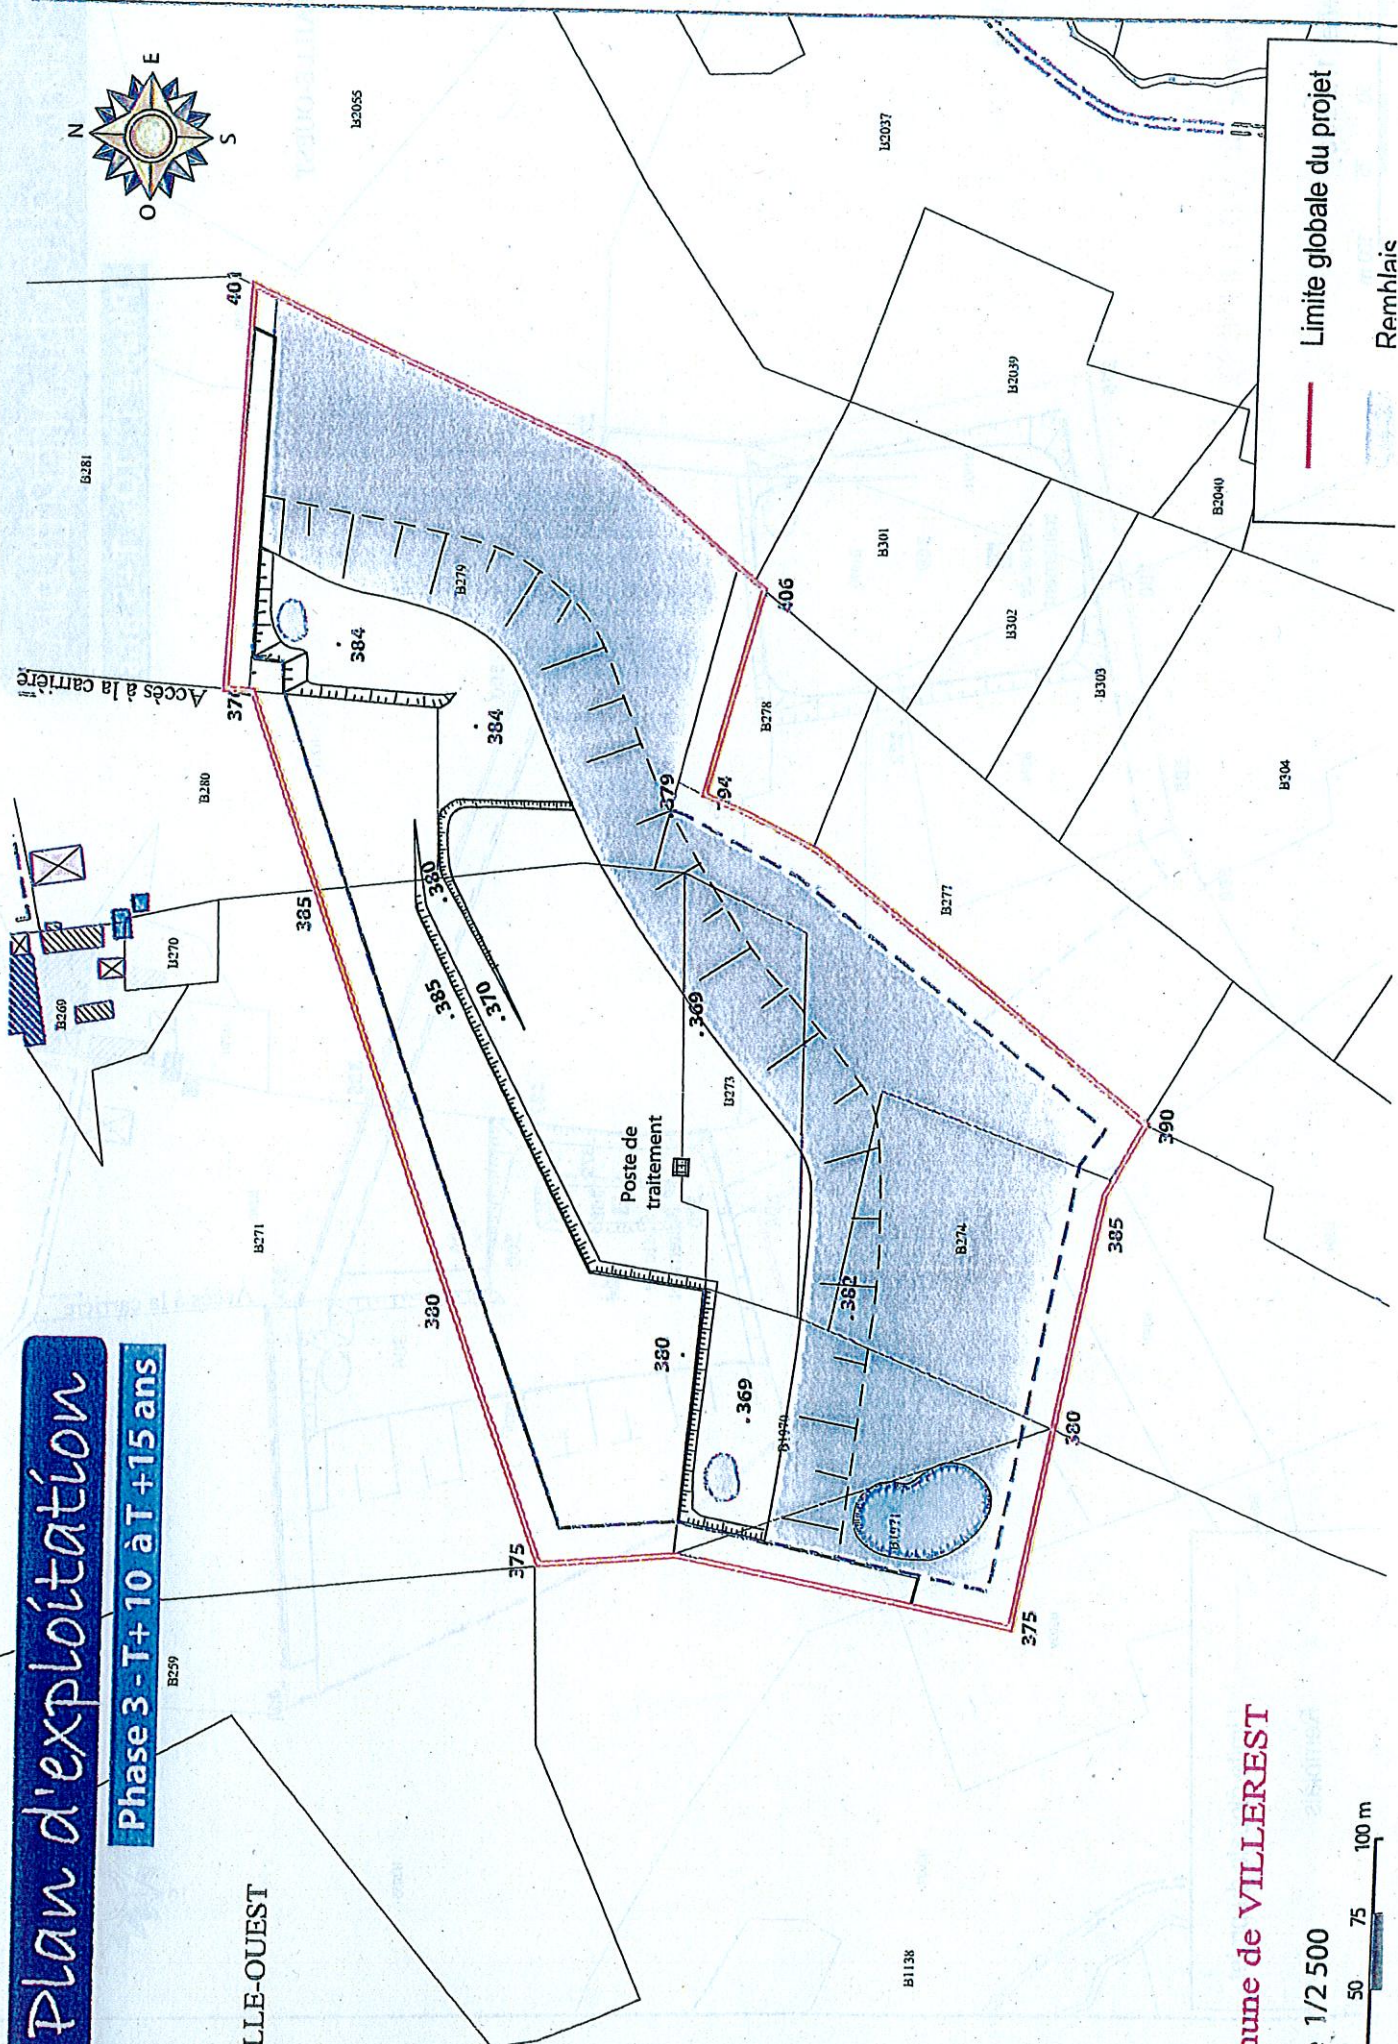 Plan d'exploitation
Phase 3 - T+ 10 à T +15 ans
LLE-OUEST
N
E
S
O
B2055
B281
B2037
Accès à la carrière
B280
B270
B269
B271
B259
B1138
B279
B278
B277
B273
B274
B1970
B1971
B301
B302
B303
B304
B2039
B2040
384
384
385
380
375
375
380
385
390
406
379
.380
.385
.370
.369
.382
380
.369
Poste de
traitement
Limite globale du projet
Remblais
mune de VILLEREST
1/2 500
50
75
100 m